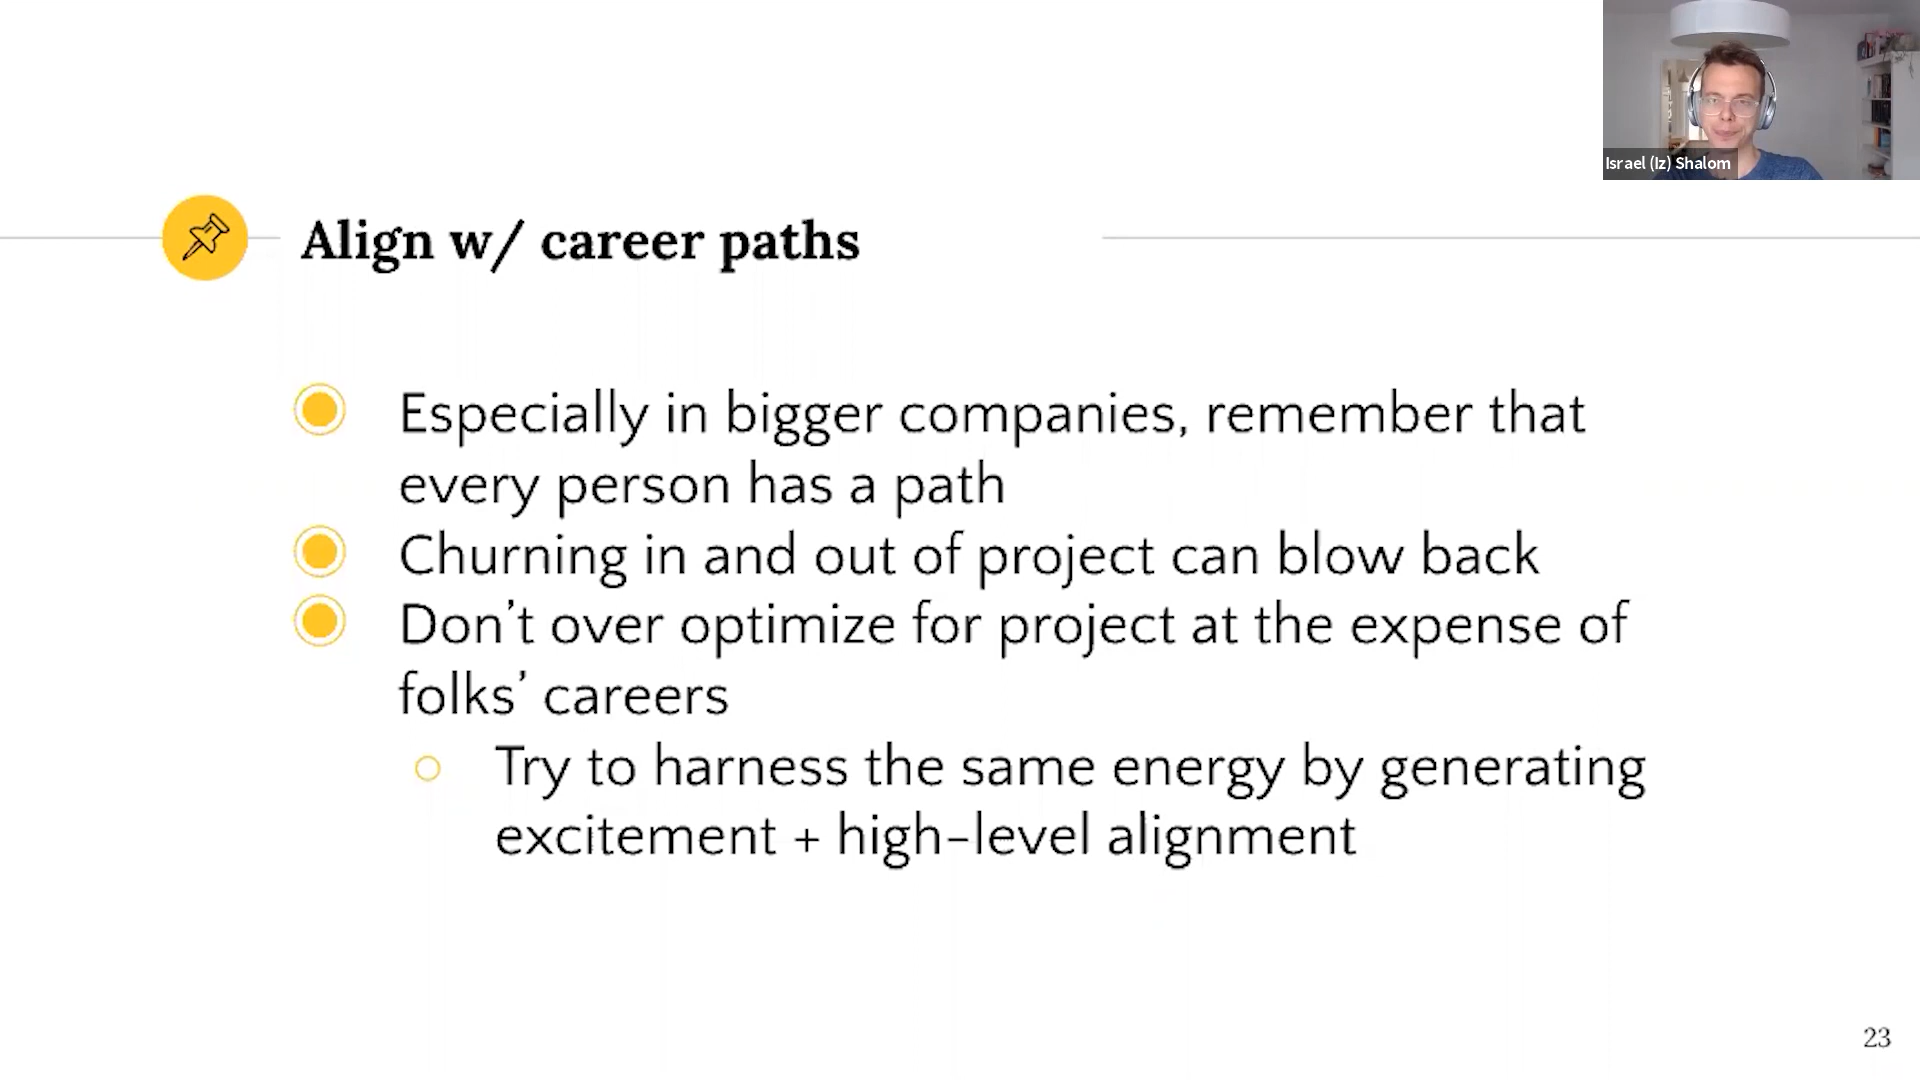 Israel (Iz) Shalom
Align w/ career paths
Especially in bigger companies, remember that
every person has a path
Churning in and out of project can blow back
Don’t over optimize for project at the expense of
folks’ careers
Try to harness the same energy by generating
excitement + high-level alignment
23